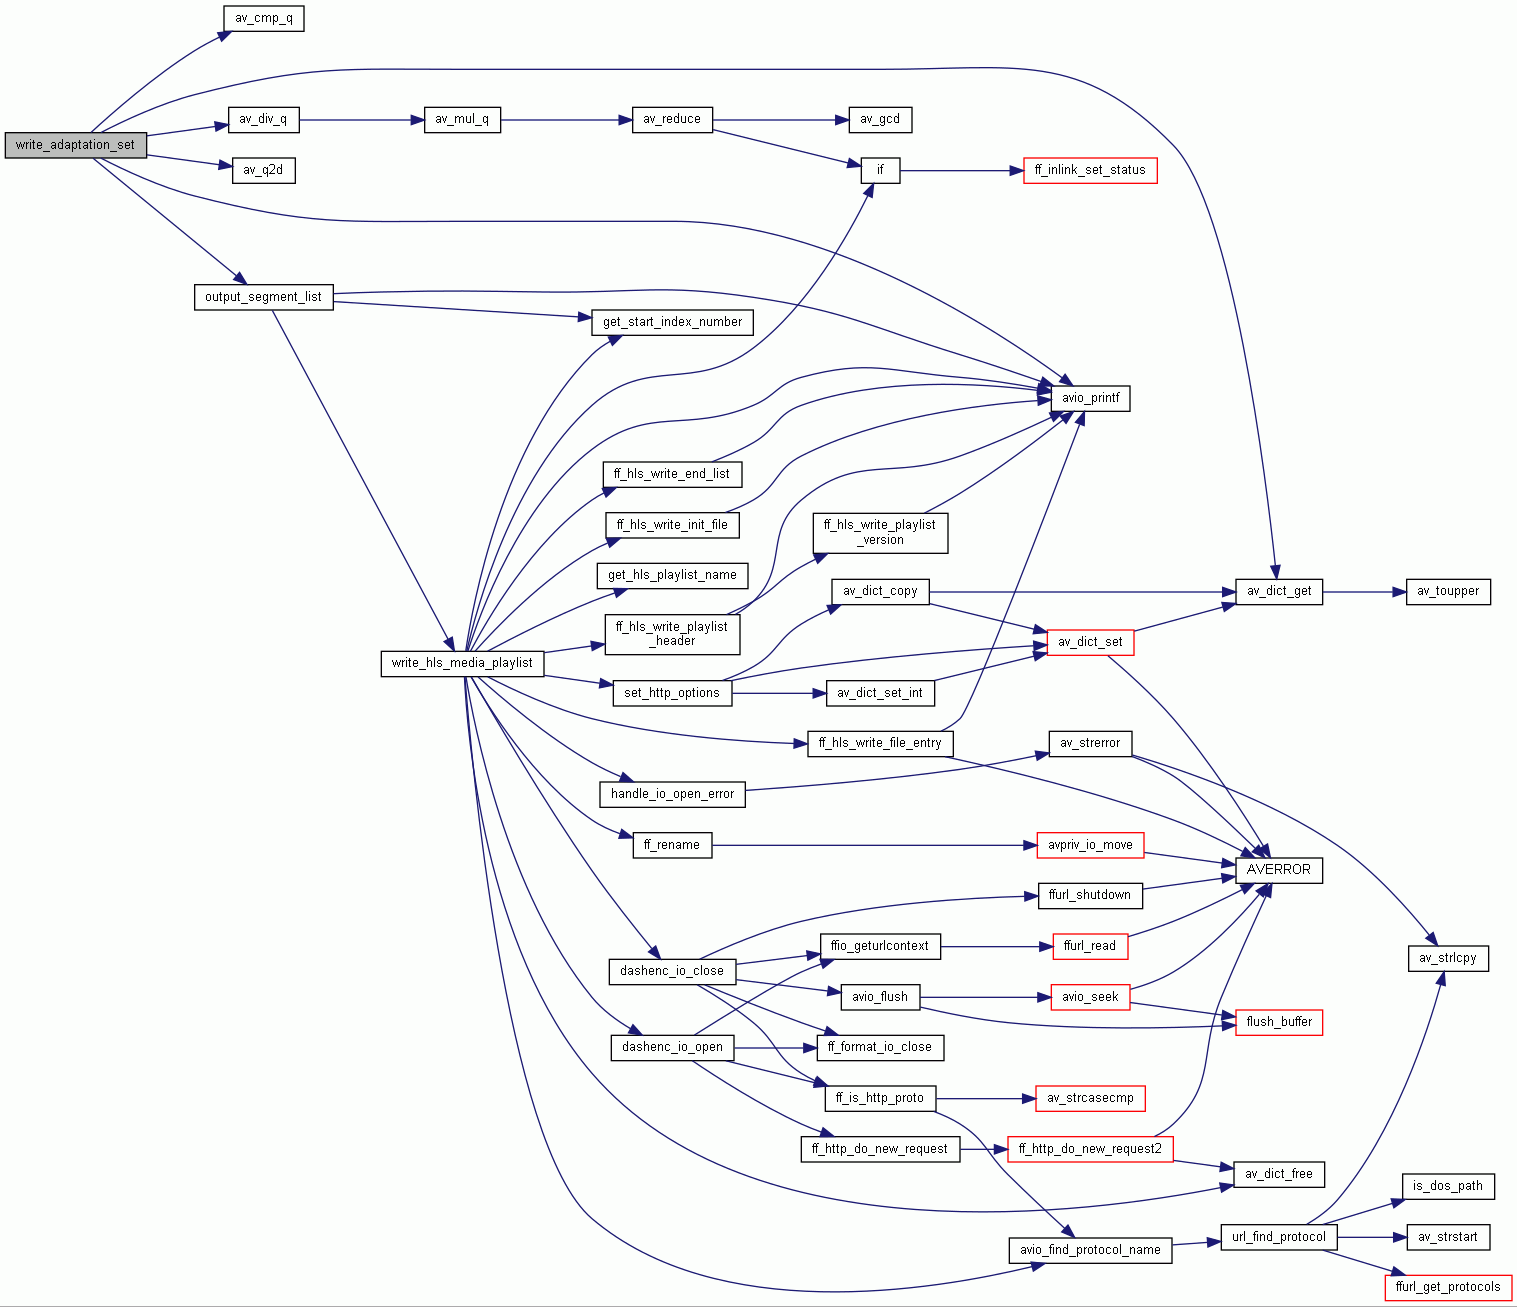 av_cmp_q
av_div_q
av_mul_q
av_reduce
av_gcd
write_adaptation_set
av_q2d
if
ff_inlink_set_status
output_segment_list
get_start_index_number
avio_printf
ff_hls_write_end_list
ff_hls_write_init_file
ff_hls_write_playlist
_version
get_hls_playlist_name
av_dict_copy
av_dict_get
av_toupper
ff_hls_write_playlist
_header
av_dict_set
write_hls_media_playlist
set_http_options
av_dict_set_int
ff_hls_write_file_entry
av_strerror
handle_io_open_error
ff_rename
avpriv_io_move
AVERROR
ffurl_shutdown
ffio_geturlcontext
ffurl_read
av_strlcpy
dashenc_io_close
avio_flush
avio_seek
flush_buffer
dashenc_io_open
ff_format_io_close
ff_is_http_proto
av_strcasecmp
ff_http_do_new_request
ff_http_do_new_request2
av_dict_free
is_dos_path
url_find_protocol
av_strstart
avio_find_protocol_name
ffurl_get_protocols